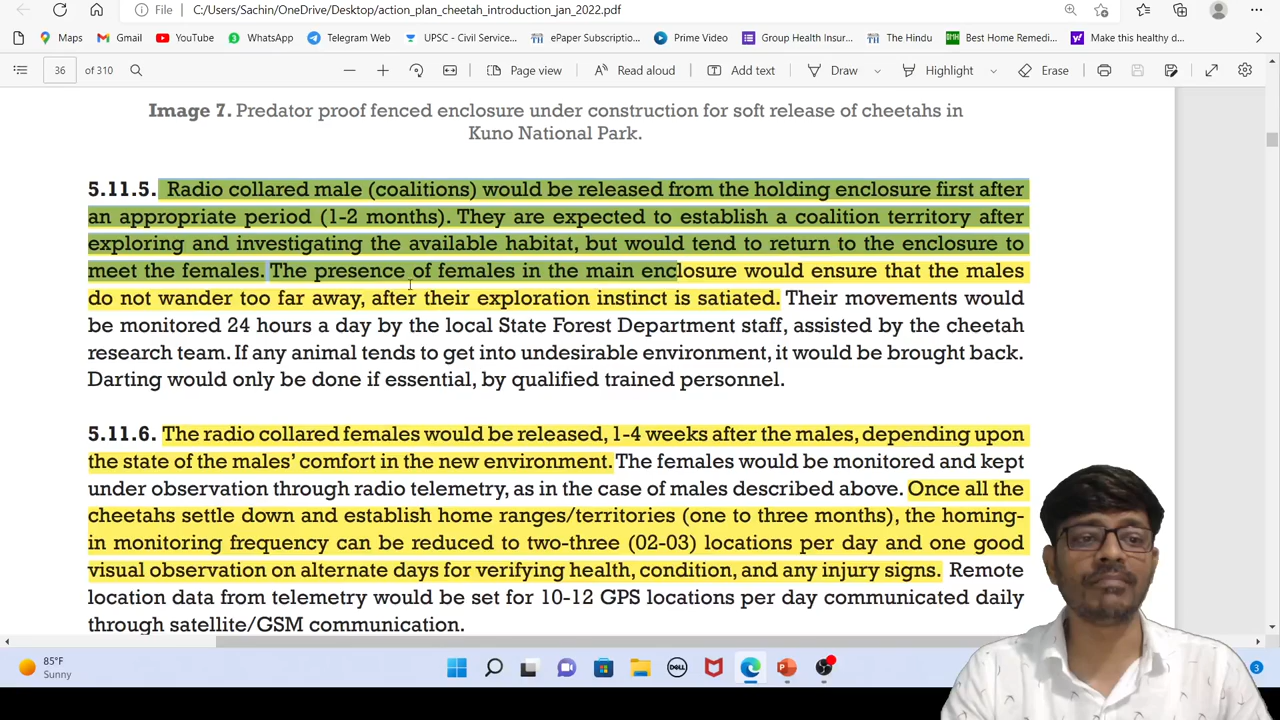 C:/Users/Sachin/OneDrive/Desktop/action_plan_cheetah_introduction_jan_2022.pdf
Maps Gmail YouTube WhatsApp Telegram Web UPSC - Civil Service... ePaper Subscriptio... Prime Video Group Health Insur... The Hindu Best Home Remedi... Make this healthy d...
36 of 310 Page view Read aloud Add text Draw Highlight Erase
Image 7. Predator proof fenced enclosure under construction for soft release of cheetahs in
Kuno National Park.
5.11.5. Radio collared male (coalitions) would be released from the holding enclosure first after
an appropriate period (1-2 months). They are expected to establish a coalition territory after
exploring and investigating the available habitat, but would tend to return to the enclosure to
meet the females. The presence of females in the main enclosure would ensure that the males
do not wander too far away, after their exploration instinct is satiated. Their movements would
be monitored 24 hours a day by the local State Forest Department staff, assisted by the cheetah
research team. If any animal tends to get into undesirable environment, it would be brought back.
Darting would only be done if essential, by qualified trained personnel.
5.11.6. The radio collared females would be released, 1-4 weeks after the males, depending upon
the state of the males' comfort in the new environment. The females would be monitored and kept
under observation through radio telemetry, as in the case of males described above. Once all the
cheetahs settle down and establish home ranges/territories (one to three months), the homing-
in monitoring frequency can be reduced to two-three (02-03) locations per day and one good
visual observation on alternate days for verifying health, condition, and any injury signs. Remote
location data from telemetry would be set for 10-12 GPS locations per day communicated daily
through satellite/GSM communication.
85°F
Sunny
DELL
3